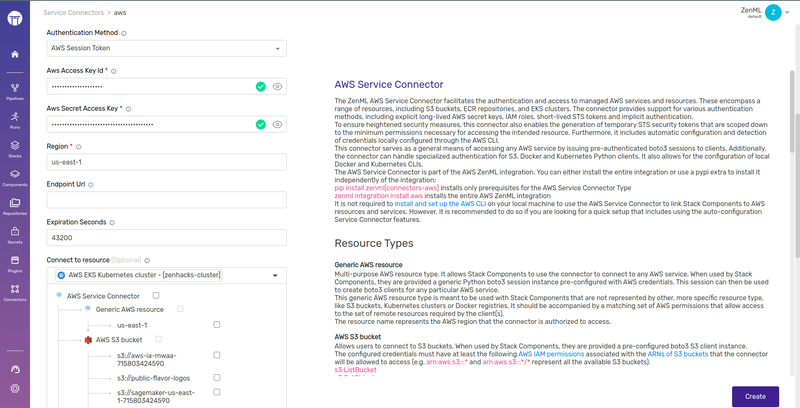 Service Connectors > aws
ZenML
default
Z
Authentication Method
AWS Session Token
Aws Access Key Id *
••••••••••••••••••••
Aws Secret Access Key *
••••••••••••••••••••••••••••••••••••••••
Region *
us-east-1
Endpoint Url
Expiration Seconds
43200
Connect to resource (Optional)
AWS EKS Kubernetes cluster - [zenhacks-cluster]
AWS Service Connector
Generic AWS resource
us-east-1
AWS S3 bucket
s3://aws-ia-mwaa-
715803424590
s3://public-flavor-logos
s3://sagemaker-us-east-
1-715803424590
Pipelines
Runs
Stacks
Components
Repositories
Secrets
Plugins
Connectors
AWS Service Connector
The ZenML AWS Service Connector facilitates the authentication and access to managed AWS services and resources. These encompass a
range of resources, including S3 buckets, ECR repositories, and EKS clusters. The connector provides support for various authentication
methods, including explicit long-lived AWS secret keys, IAM roles, short-lived STS tokens and implicit authentication.
To ensure heightened security measures, this connector also enables the generation of temporary STS security tokens that are scoped down
to the minimum permissions necessary for accessing the intended resource. Furthermore, it includes automatic configuration and detection
of credentials locally configured through the AWS CLI.
This connector serves as a general means of accessing any AWS service by issuing pre-authenticated boto3 sessions to clients. Additionally,
the connector can handle specialized authentication for S3, Docker and Kubernetes Python clients. It also allows for the configuration of local
Docker and Kubernetes CLIs.
The AWS Service Connector is part of the AWS ZenML integration. You can either install the entire integration or use a pypi extra to install it
independently of the integration:
pip install zenml[connectors-aws] installs only prerequisites for the AWS Service Connector Type
zenml integration install aws installs the entire AWS ZenML integration
It is not required to install and set up the AWS CLI on your local machine to use the AWS Service Connector to link Stack Components to AWS
resources and services. However, it is recommended to do so if you are looking for a quick setup that includes using the auto-configuration
Service Connector features.
Resource Types
Generic AWS resource
Multi-purpose AWS resource type. It allows Stack Components to use the connector to connect to any AWS service. When used by Stack
Components, they are provided a generic Python boto3 session instance pre-configured with AWS credentials. This session can then be used
to create boto3 clients for any particular AWS service.
This generic AWS resource type is meant to be used with Stack Components that are not represented by other, more specific resource type,
like S3 buckets, Kubernetes clusters or Docker registries. It should be accompanied by a matching set of AWS permissions that allow access
to the set of remote resources required by the client(s).
The resource name represents the AWS region that the connector is authorized to access.
AWS S3 bucket
Allows users to connect to S3 buckets. When used by Stack Components, they are provided a pre-configured boto3 S3 client instance.
The configured credentials must have at least the following AWS IAM permissions associated with the ARNs of S3 buckets that the connector
will be allowed to access (e.g. arn:aws:s3:::* and arn:aws:s3:::*/* represent all the available S3 buckets).
s3:ListBucket
Create